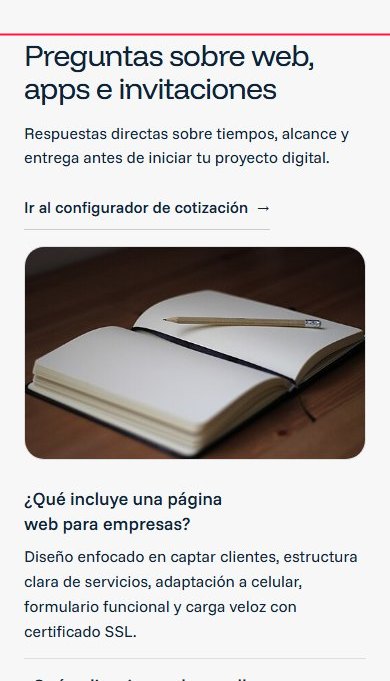 Preguntas sobre web,
apps e invitaciones
Respuestas directas sobre tiempos, alcance y
entrega antes de iniciar tu proyecto digital.
Ir al configurador de cotización →
¿Qué incluye una página
web para empresas?
Diseño enfocado en captar clientes, estructura
clara de servicios, adaptación a celular,
formulario funcional y carga veloz con
certificado SSL.